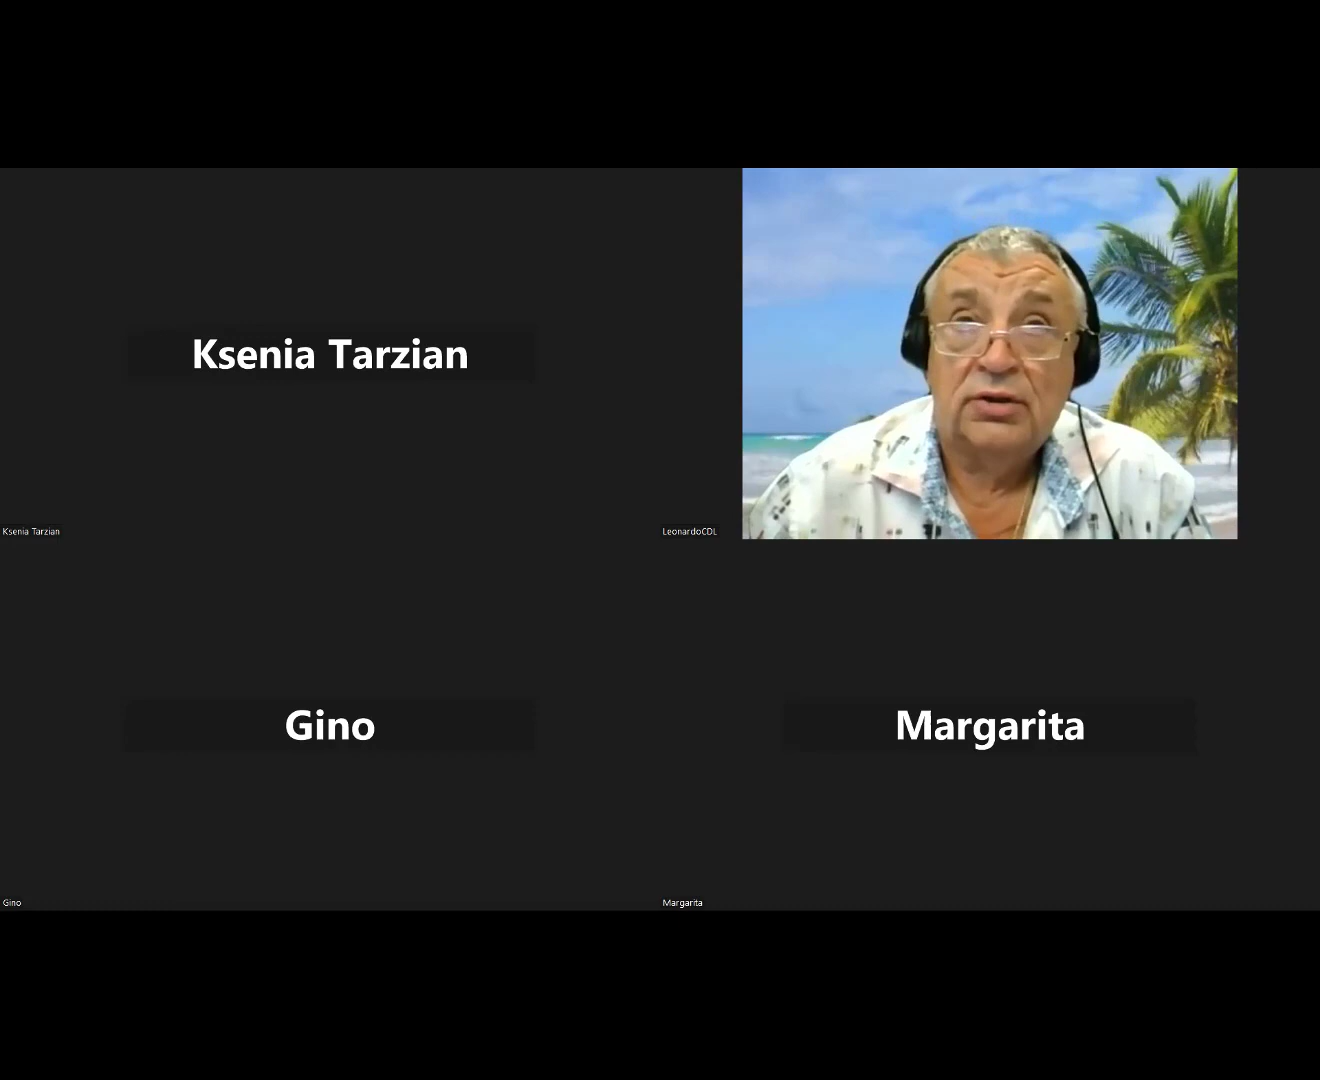 Ksenia Tarzian
Ksenia Tarzian
LeonardoCDL
Gino
Margarita
Gino
Margarita